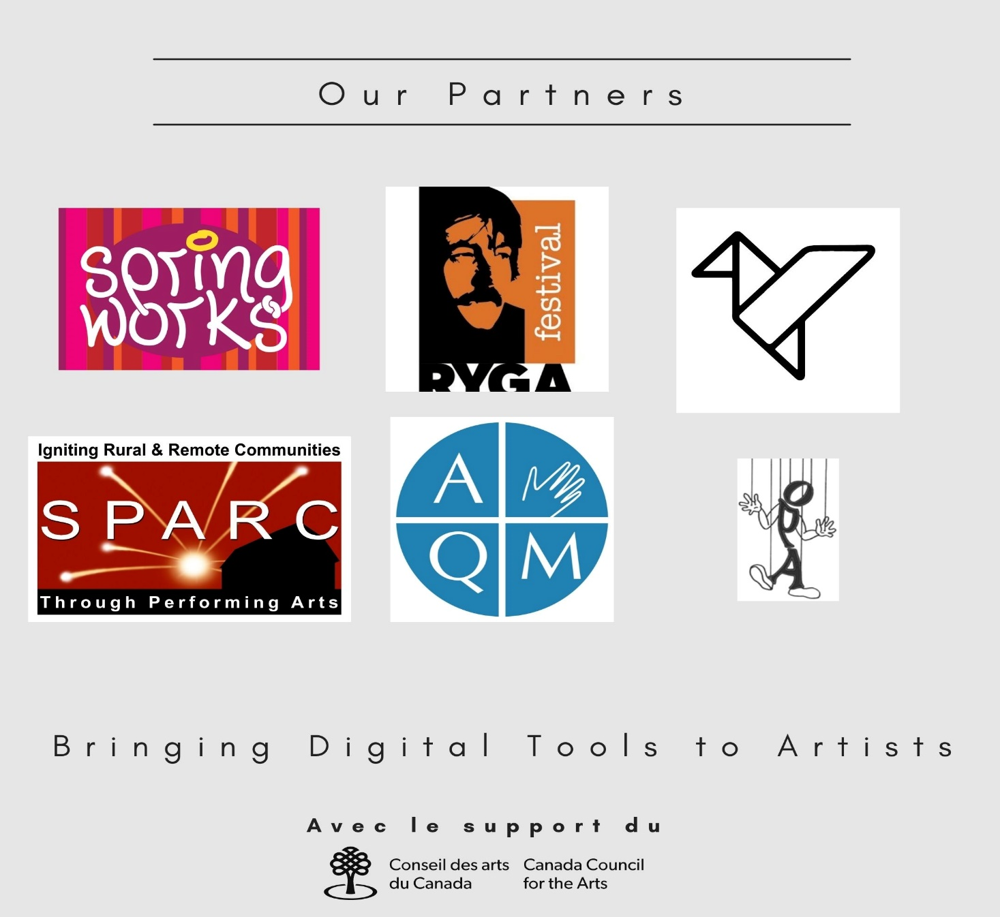 Our Partners
spring
works
festival
RYGA
Igniting Rural & Remote Communities
SPARC
Through Performing Arts
A
Q M
OPA
Bringing Digital Tools to Artists
Avec le support du
Conseil des arts
du Canada
Canada Council
for the Arts